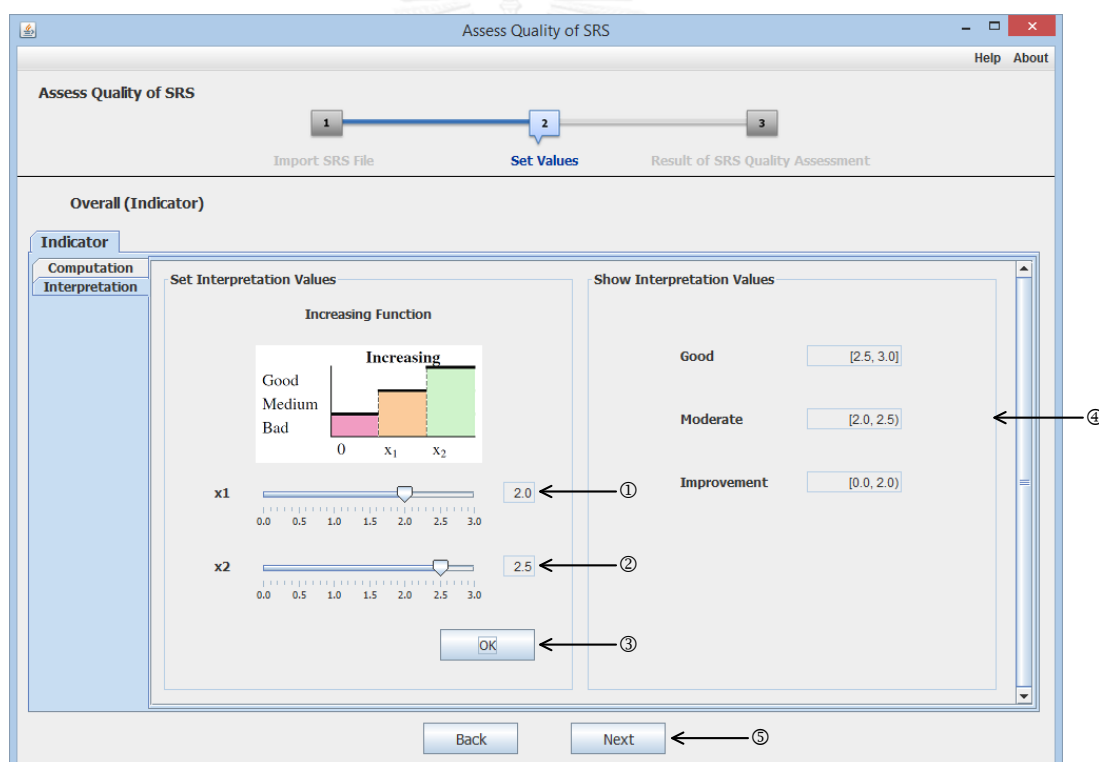 Assess Quality of SRS
Help About
Assess Quality of SRS
1 2 3
Import SRS File Set Values Result of SRS Quality Assessment
Overall (Indicator)
Indicator
Computation
Interpretation
Set Interpretation Values
Increasing Function
Increasing
Good
Medium
Bad
0 x1 x2
x1 2.0 ①
0.0 0.5 1.0 1.5 2.0 2.5 3.0
x2 2.5 ②
0.0 0.5 1.0 1.5 2.0 2.5 3.0
OK ③
Show Interpretation Values
Good [2.5, 3.0]
Moderate [2.0, 2.5)
④
Improvement [0.0, 2.0)
Back Next ⑤